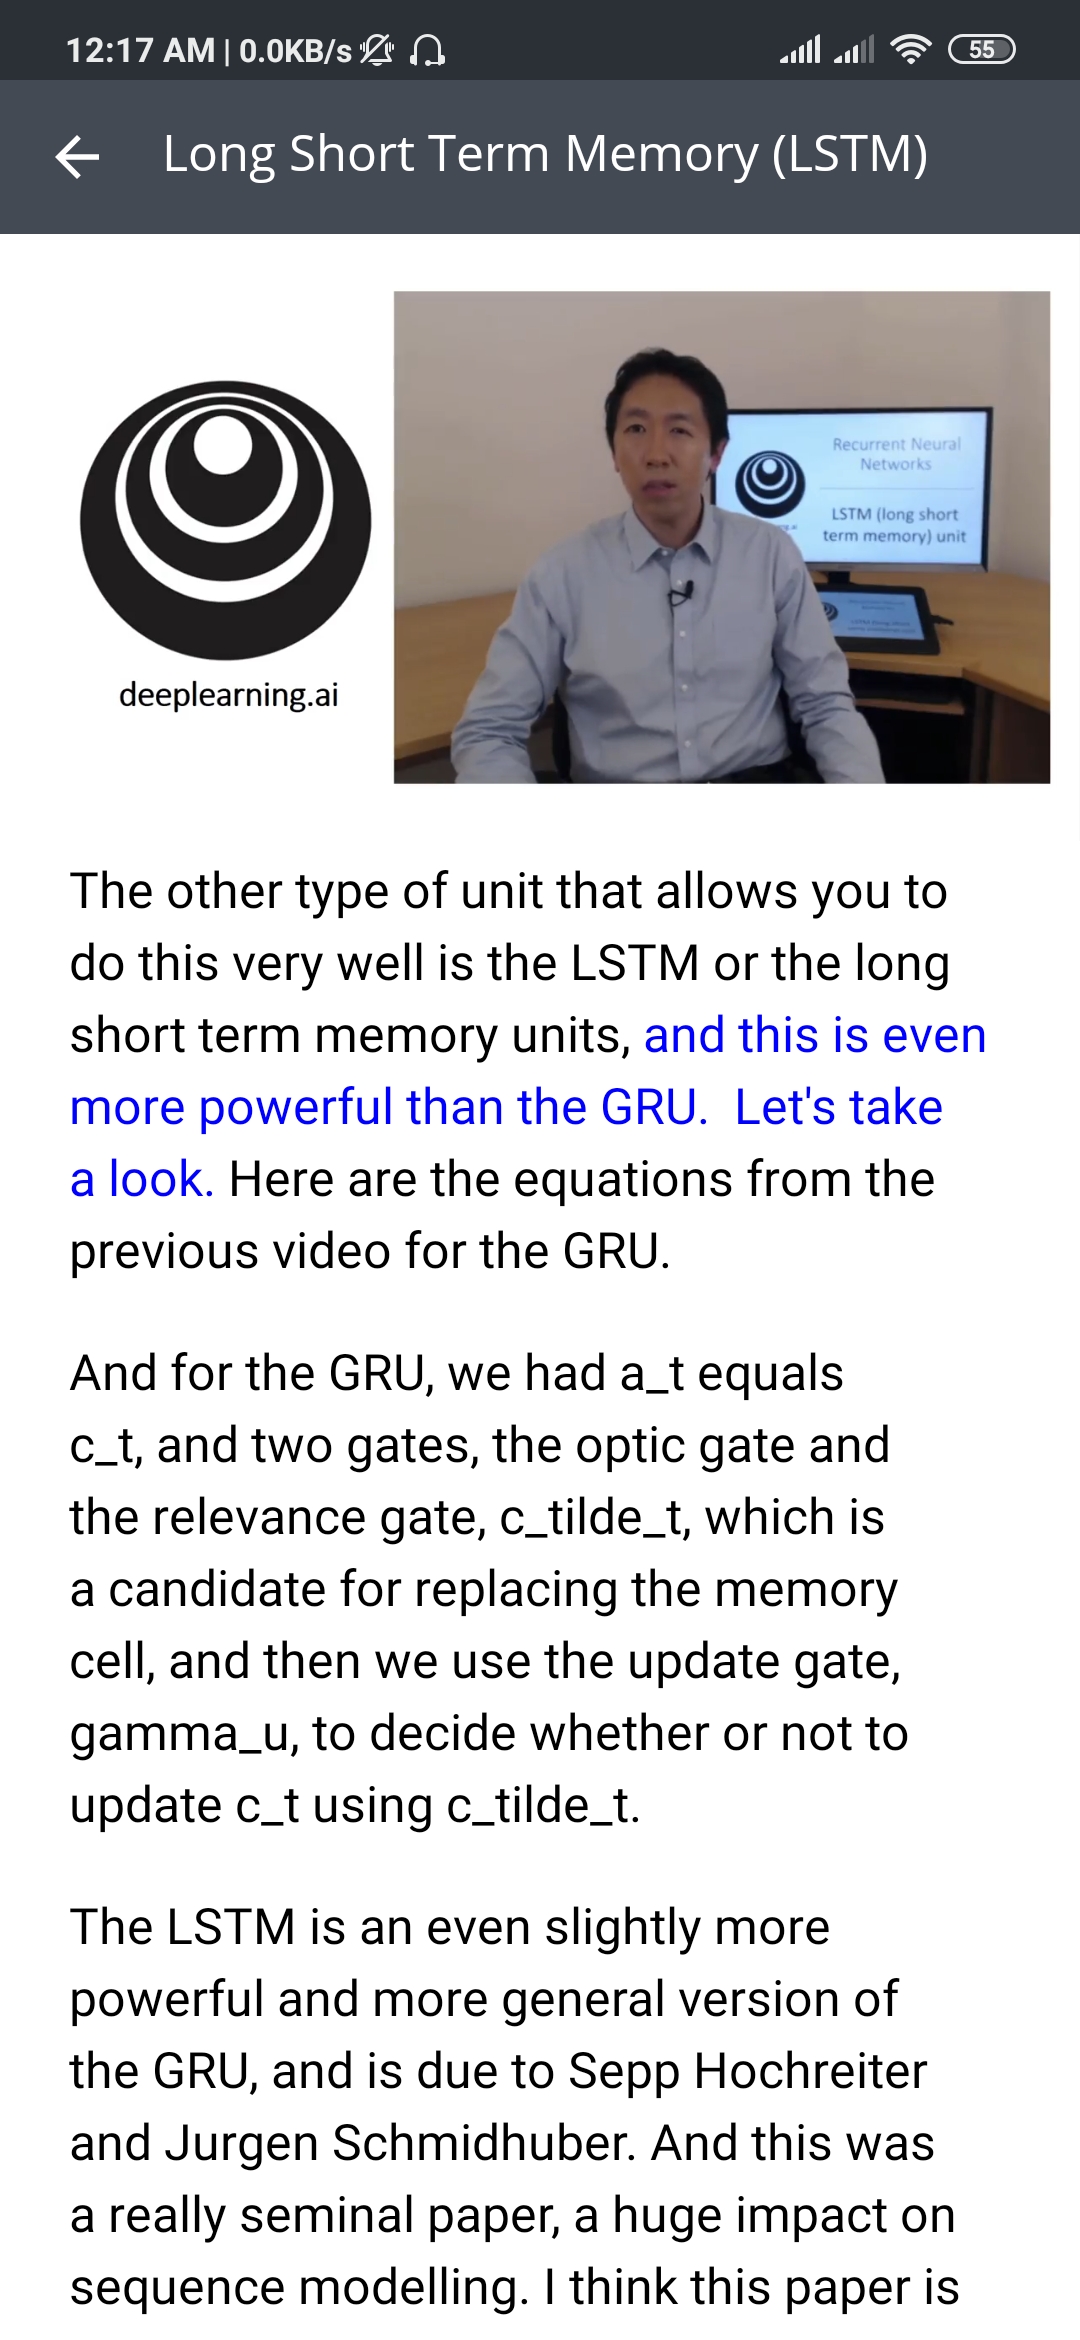 12:17 AM | 0.0KB/s
55
Long Short Term Memory (LSTM)
deeplearning.ai
Recurrent Neural
Networks
LSTM (long short
term memory) unit
The other type of unit that allows you to
do this very well is the LSTM or the long
short term memory units, and this is even
more powerful than the GRU.  Let's take
a look. Here are the equations from the
previous video for the GRU.
And for the GRU, we had a_t equals
c_t, and two gates, the optic gate and
the relevance gate, c_tilde_t, which is
a candidate for replacing the memory
cell, and then we use the update gate,
gamma_u, to decide whether or not to
update c_t using c_tilde_t.
The LSTM is an even slightly more
powerful and more general version of
the GRU, and is due to Sepp Hochreiter
and Jurgen Schmidhuber. And this was
a really seminal paper, a huge impact on
sequence modelling. I think this paper is